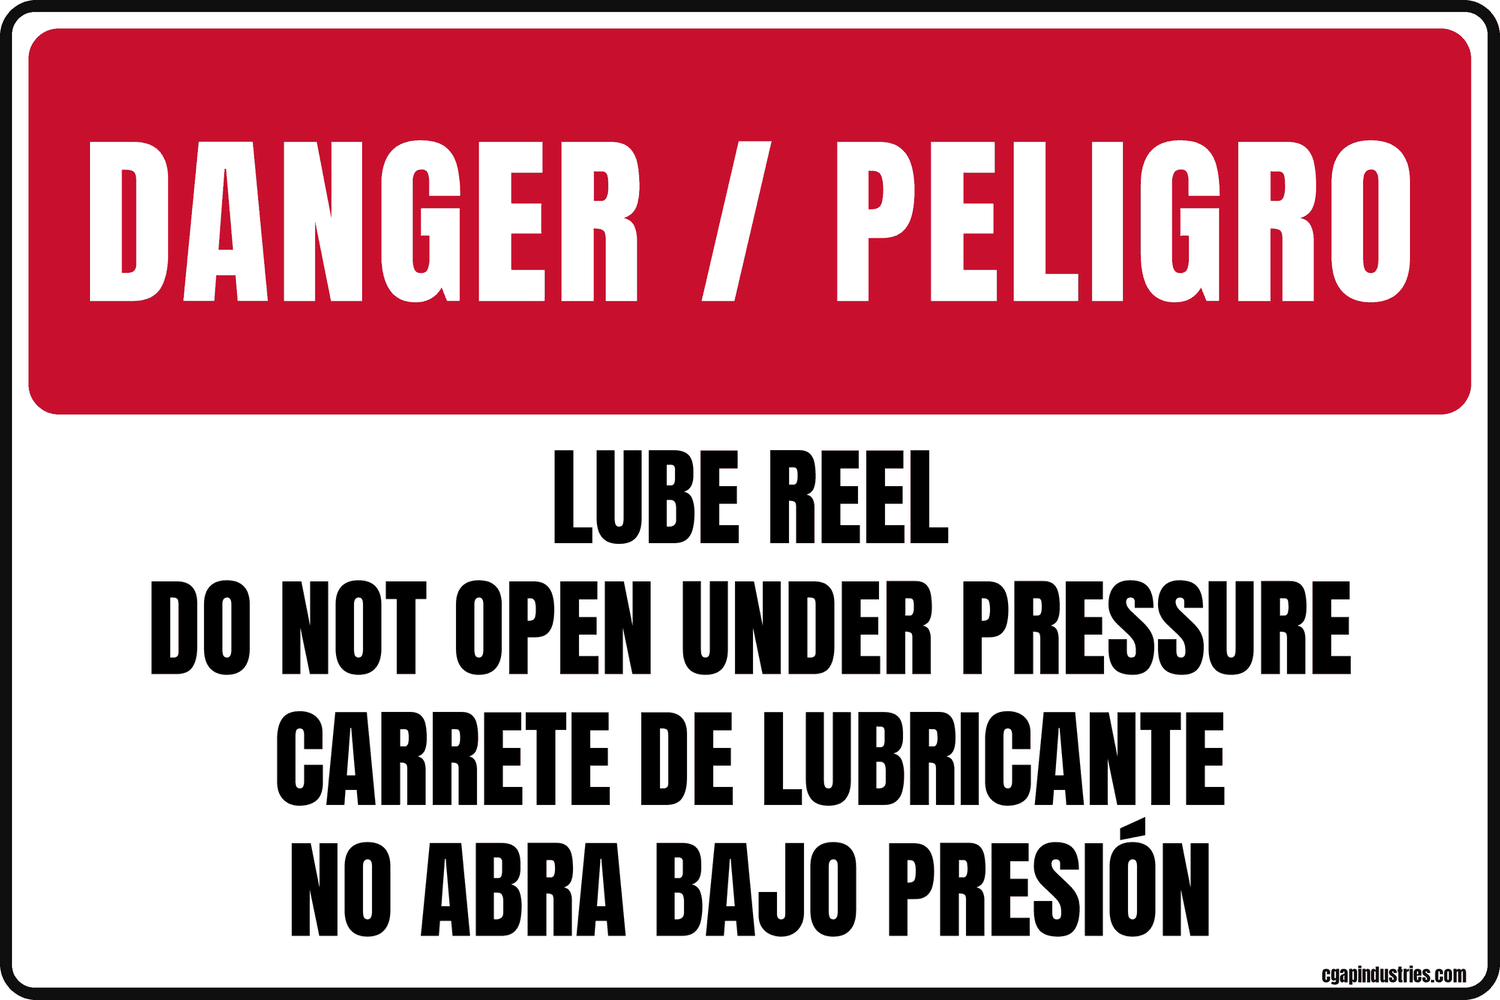 DANGER / PELIGRO
LUBE REEL
DO NOT OPEN UNDER PRESSURE
CARRETE DE LUBRICANTE
NO ABRA BAJO PRESIÓN
cgapindustries.com